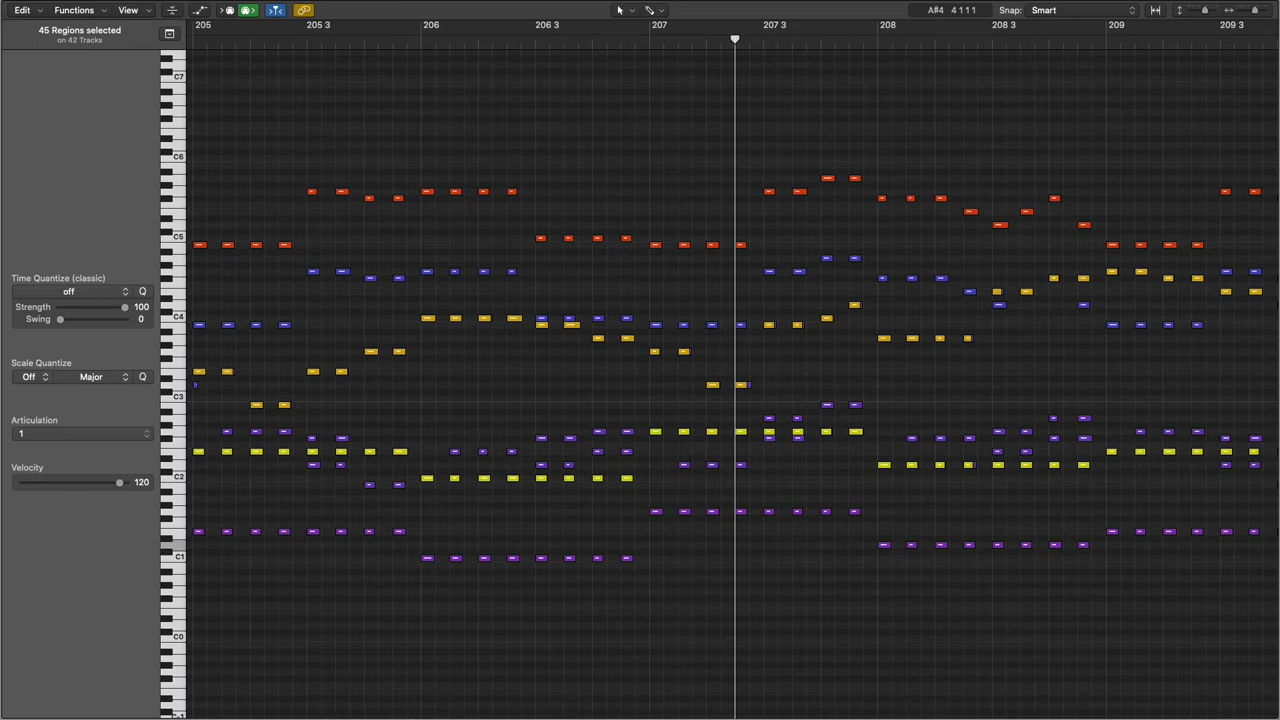 Edit Functions View A#4 4 1 1 1 Snap: Smart
45 Regions selected
on 42 Tracks
205 205 3 206 206 3 207 207 3 208 208 3 209 209 3
C7
C6
C5
Time Quantize (classic)
off Q
Strength 100
Swing 0
C4
Scale Quantize
Off Major Q
C3
Articulation
1
Velocity
120
C2
C1
C0